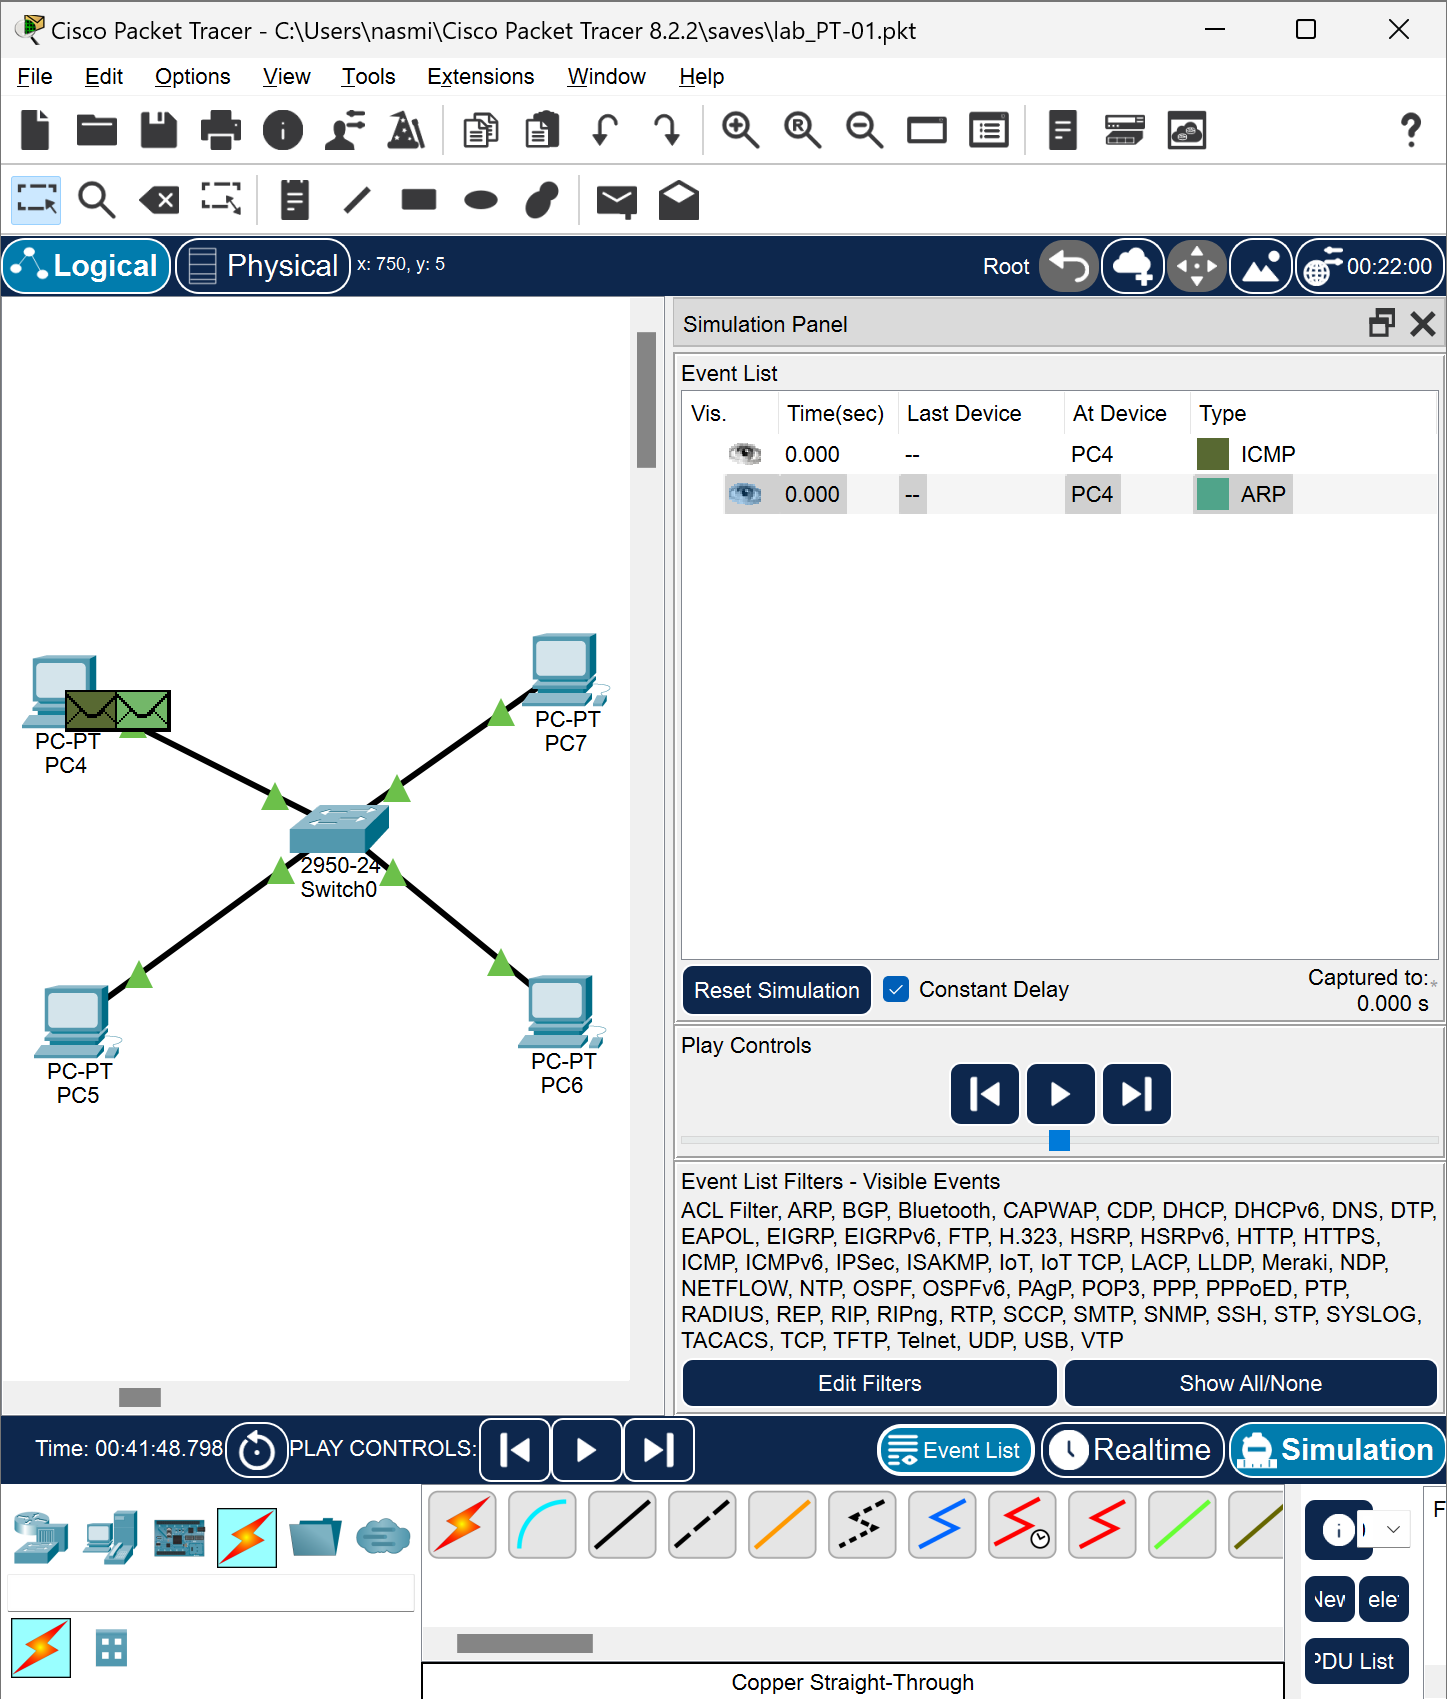 Cisco Packet Tracer - C:\Users\nasmi\Cisco Packet Tracer 8.2.2\saves\lab_PT-01.pkt
File Edit Options View Tools Extensions Window Help
Logical Physical x: 750, y: 5 Root 00:22:00
Simulation Panel
Event List
Vis. Time(sec) Last Device At Device Type
0.000 -- PC4 ICMP
0.000 -- PC4 ARP
PC-PT
PC4
PC-PT
PC7
2950-24
Switch0
PC-PT
PC5
PC-PT
PC6
Reset Simulation Constant Delay Captured to:*
0.000 s
Play Controls
Event List Filters - Visible Events
ACL Filter, ARP, BGP, Bluetooth, CAPWAP, CDP, DHCP, DHCPv6, DNS, DTP,
EAPOL, EIGRP, EIGRPv6, FTP, H.323, HSRP, HSRPv6, HTTP, HTTPS,
ICMP, ICMPv6, IPSec, ISAKMP, IoT, IoT TCP, LACP, LLDP, Meraki, NDP,
NETFLOW, NTP, OSPF, OSPFv6, PAgP, POP3, PPP, PPPoED, PTP,
RADIUS, REP, RIP, RIPng, RTP, SCCP, SMTP, SNMP, SSH, STP, SYSLOG,
TACACS, TCP, TFTP, Telnet, UDP, USB, VTP
Edit Filters Show All/None
Time: 00:41:48.798 PLAY CONTROLS: Event List Realtime Simulation
F
New ele
PDU List
Copper Straight-Through